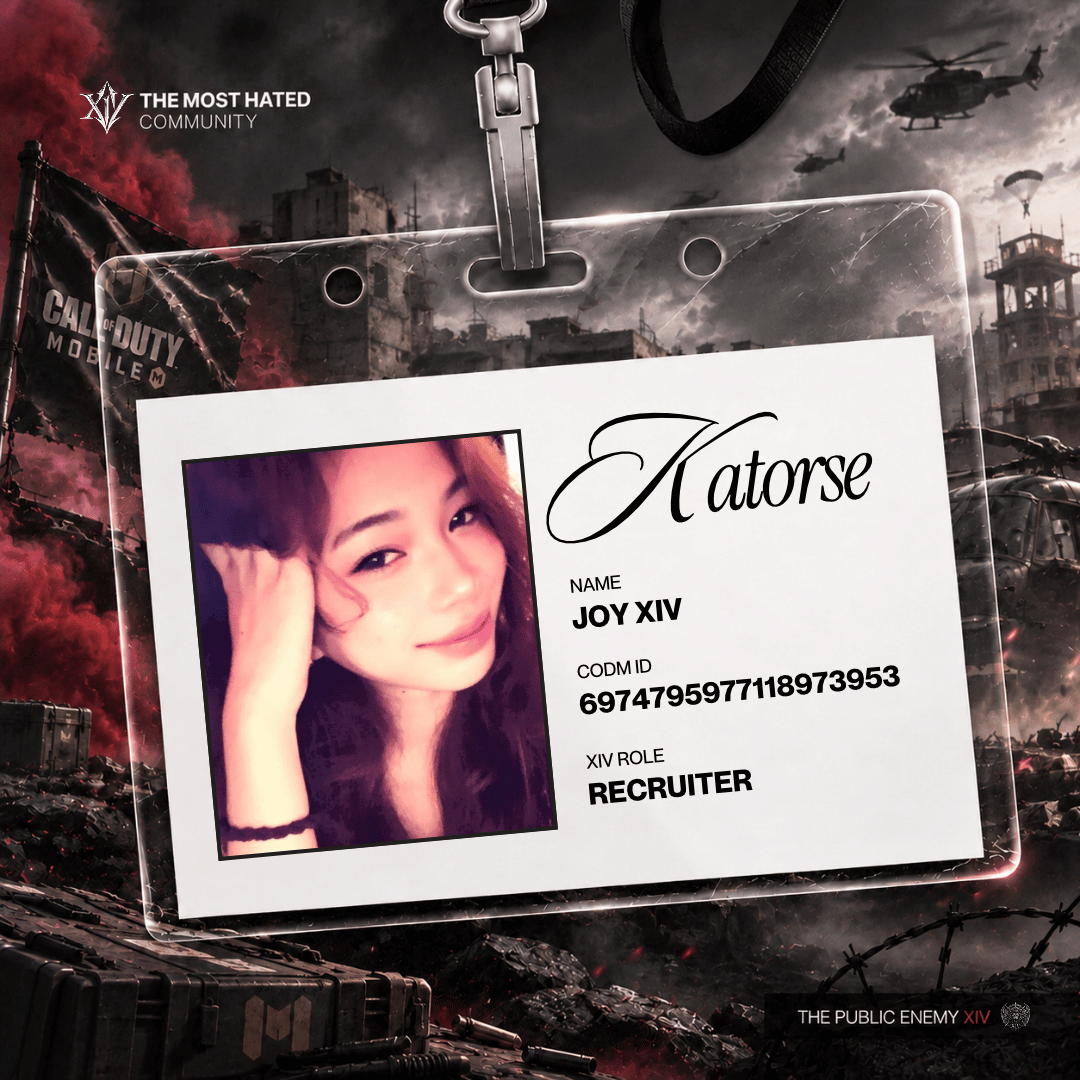 XIV THE MOST HATED
COMMUNITY
CALL OF DUTY
MOBILE
Katorse
NAME
JOY XIV
CODM ID
6974795977118973953
XIV ROLE
RECRUITER
THE PUBLIC ENEMY XIV